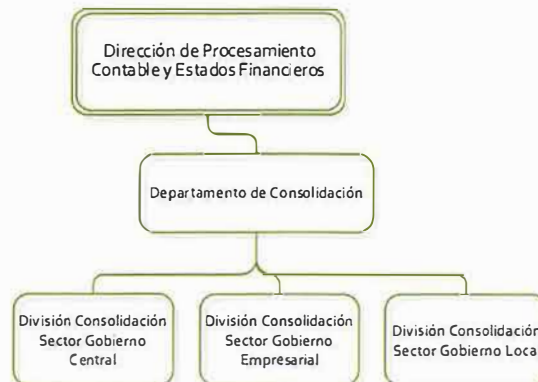 Dirección de Procesamiento
Contable y Estados Financieros
Departamento de Consolidación
División Consolidación
Sector Gobierno
Central
División Consolidación
Sector Gobierno
Empresarial
División Consolidación
Sector Gobierno Local